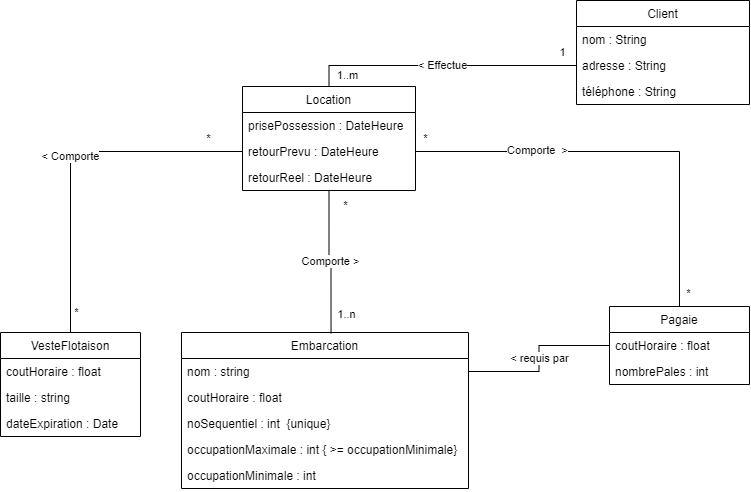 Client
nom : String
adresse : String
téléphone : String
1
< Effectue
1..m
Location
prisePossession : DateHeure
retourPrevu : DateHeure
retourReel : DateHeure
*
< Comporte
*
*
Comporte >
*
*
Comporte >
1..n
VesteFlotaison
coutHoraire : float
taille : string
dateExpiration : Date
Embarcation
nom : string
coutHoraire : float
noSequentiel : int {unique}
occupationMaximale : int { >= occupationMinimale}
occupationMinimale : int
< requis par
Pagaie
coutHoraire : float
nombrePales : int